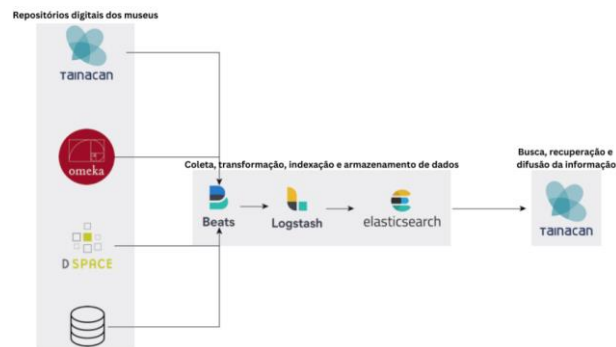 Repositórios digitais dos museus
TAINACAN
omeka
DSPACE
Coleta, transformação, indexação e armazenamento de dados
Beats
Logstash
elasticsearch
Busca, recuperação e
difusão da informação
TAINACAN